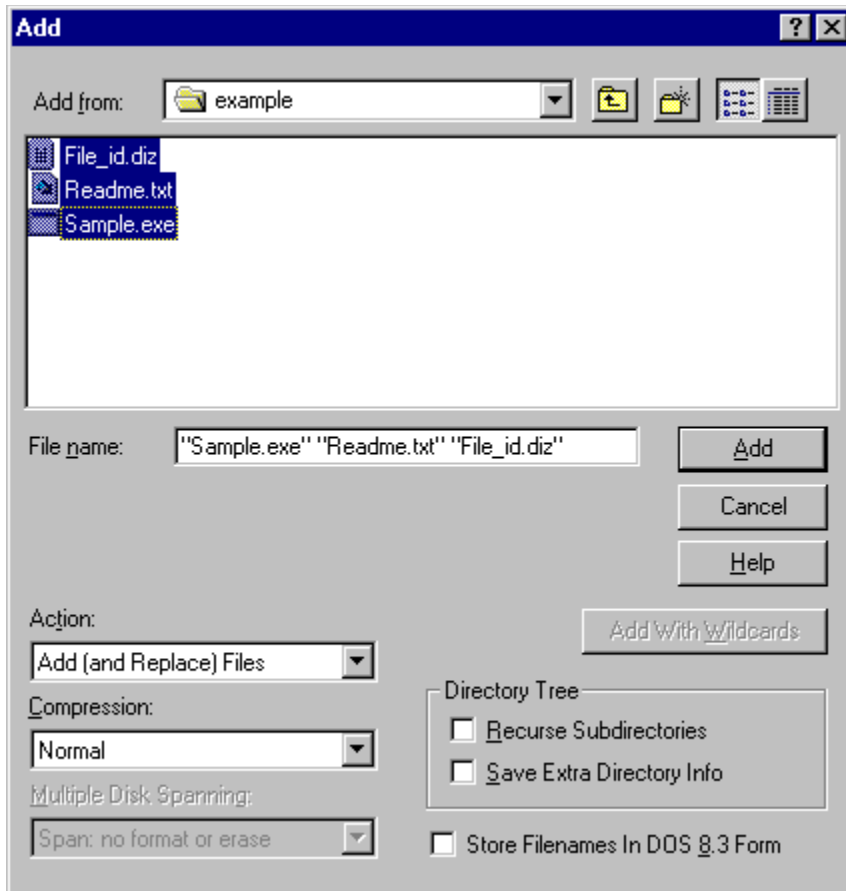 Add
Add from: example
File_id.diz
Readme.txt
Sample.exe
File name: "Sample.exe" "Readme.txt" "File_id.diz"
Add
Cancel
Help
Action:
Add With Wildcards
Add (and Replace) Files
Directory Tree
Compression:
Recurse Subdirectories
Normal
Save Extra Directory Info
Multiple Disk Spanning:
Span: no format or erase
Store Filenames In DOS 8.3 Form